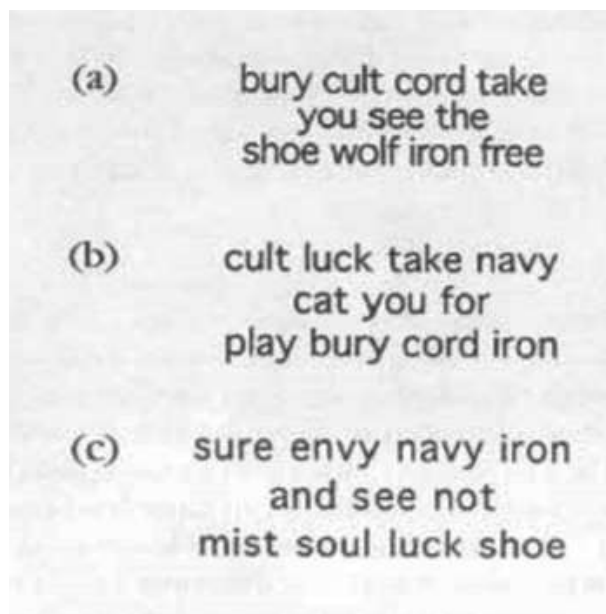 (a) bury cult cord take
you see the
shoe wolf iron free
(b) cult luck take navy
cat you for
play bury cord iron
(c) sure envy navy iron
and see not
mist soul luck shoe